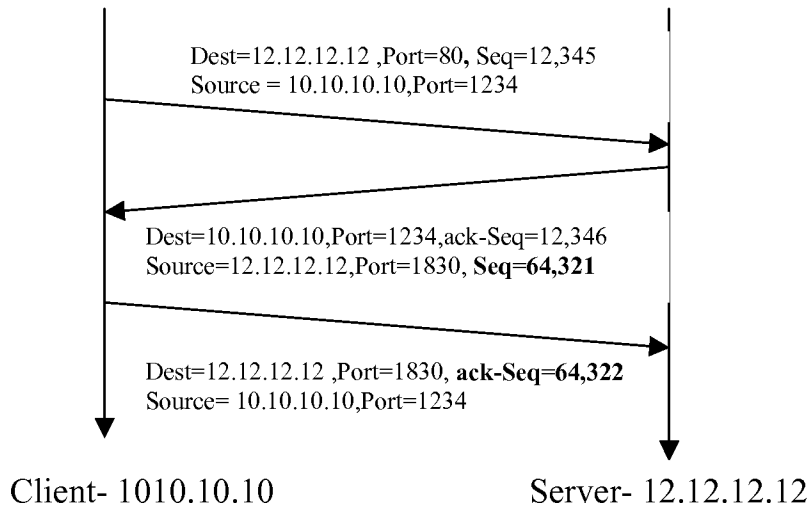 Dest=12.12.12.12 ,Port=80, Seq=12,345
Source = 10.10.10.10,Port=1234
Dest=10.10.10.10,Port=1234,ack-Seq=12,346
Source=12.12.12.12,Port=1830, Seq=64,321
Dest=12.12.12.12 ,Port=1830, ack-Seq=64,322
Source= 10.10.10.10,Port=1234
Client- 1010.10.10
Server- 12.12.12.12